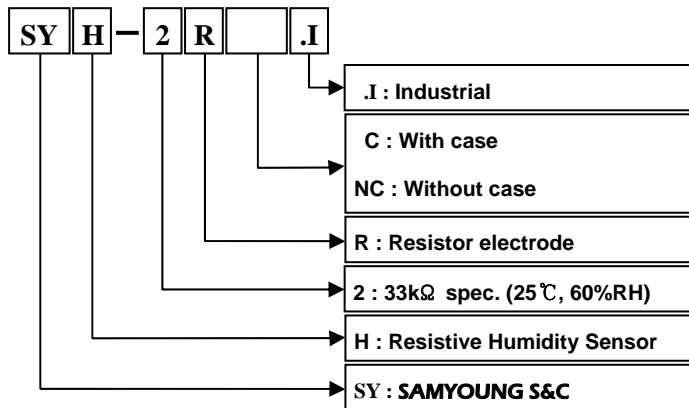 SY H - 2 R .I
.I : Industrial
C : With case
NC : Without case
R : Resistor electrode
2 : 33kΩ spec. (25℃, 60%RH)
H : Resistive Humidity Sensor
SY : SAMYOUNG S&C